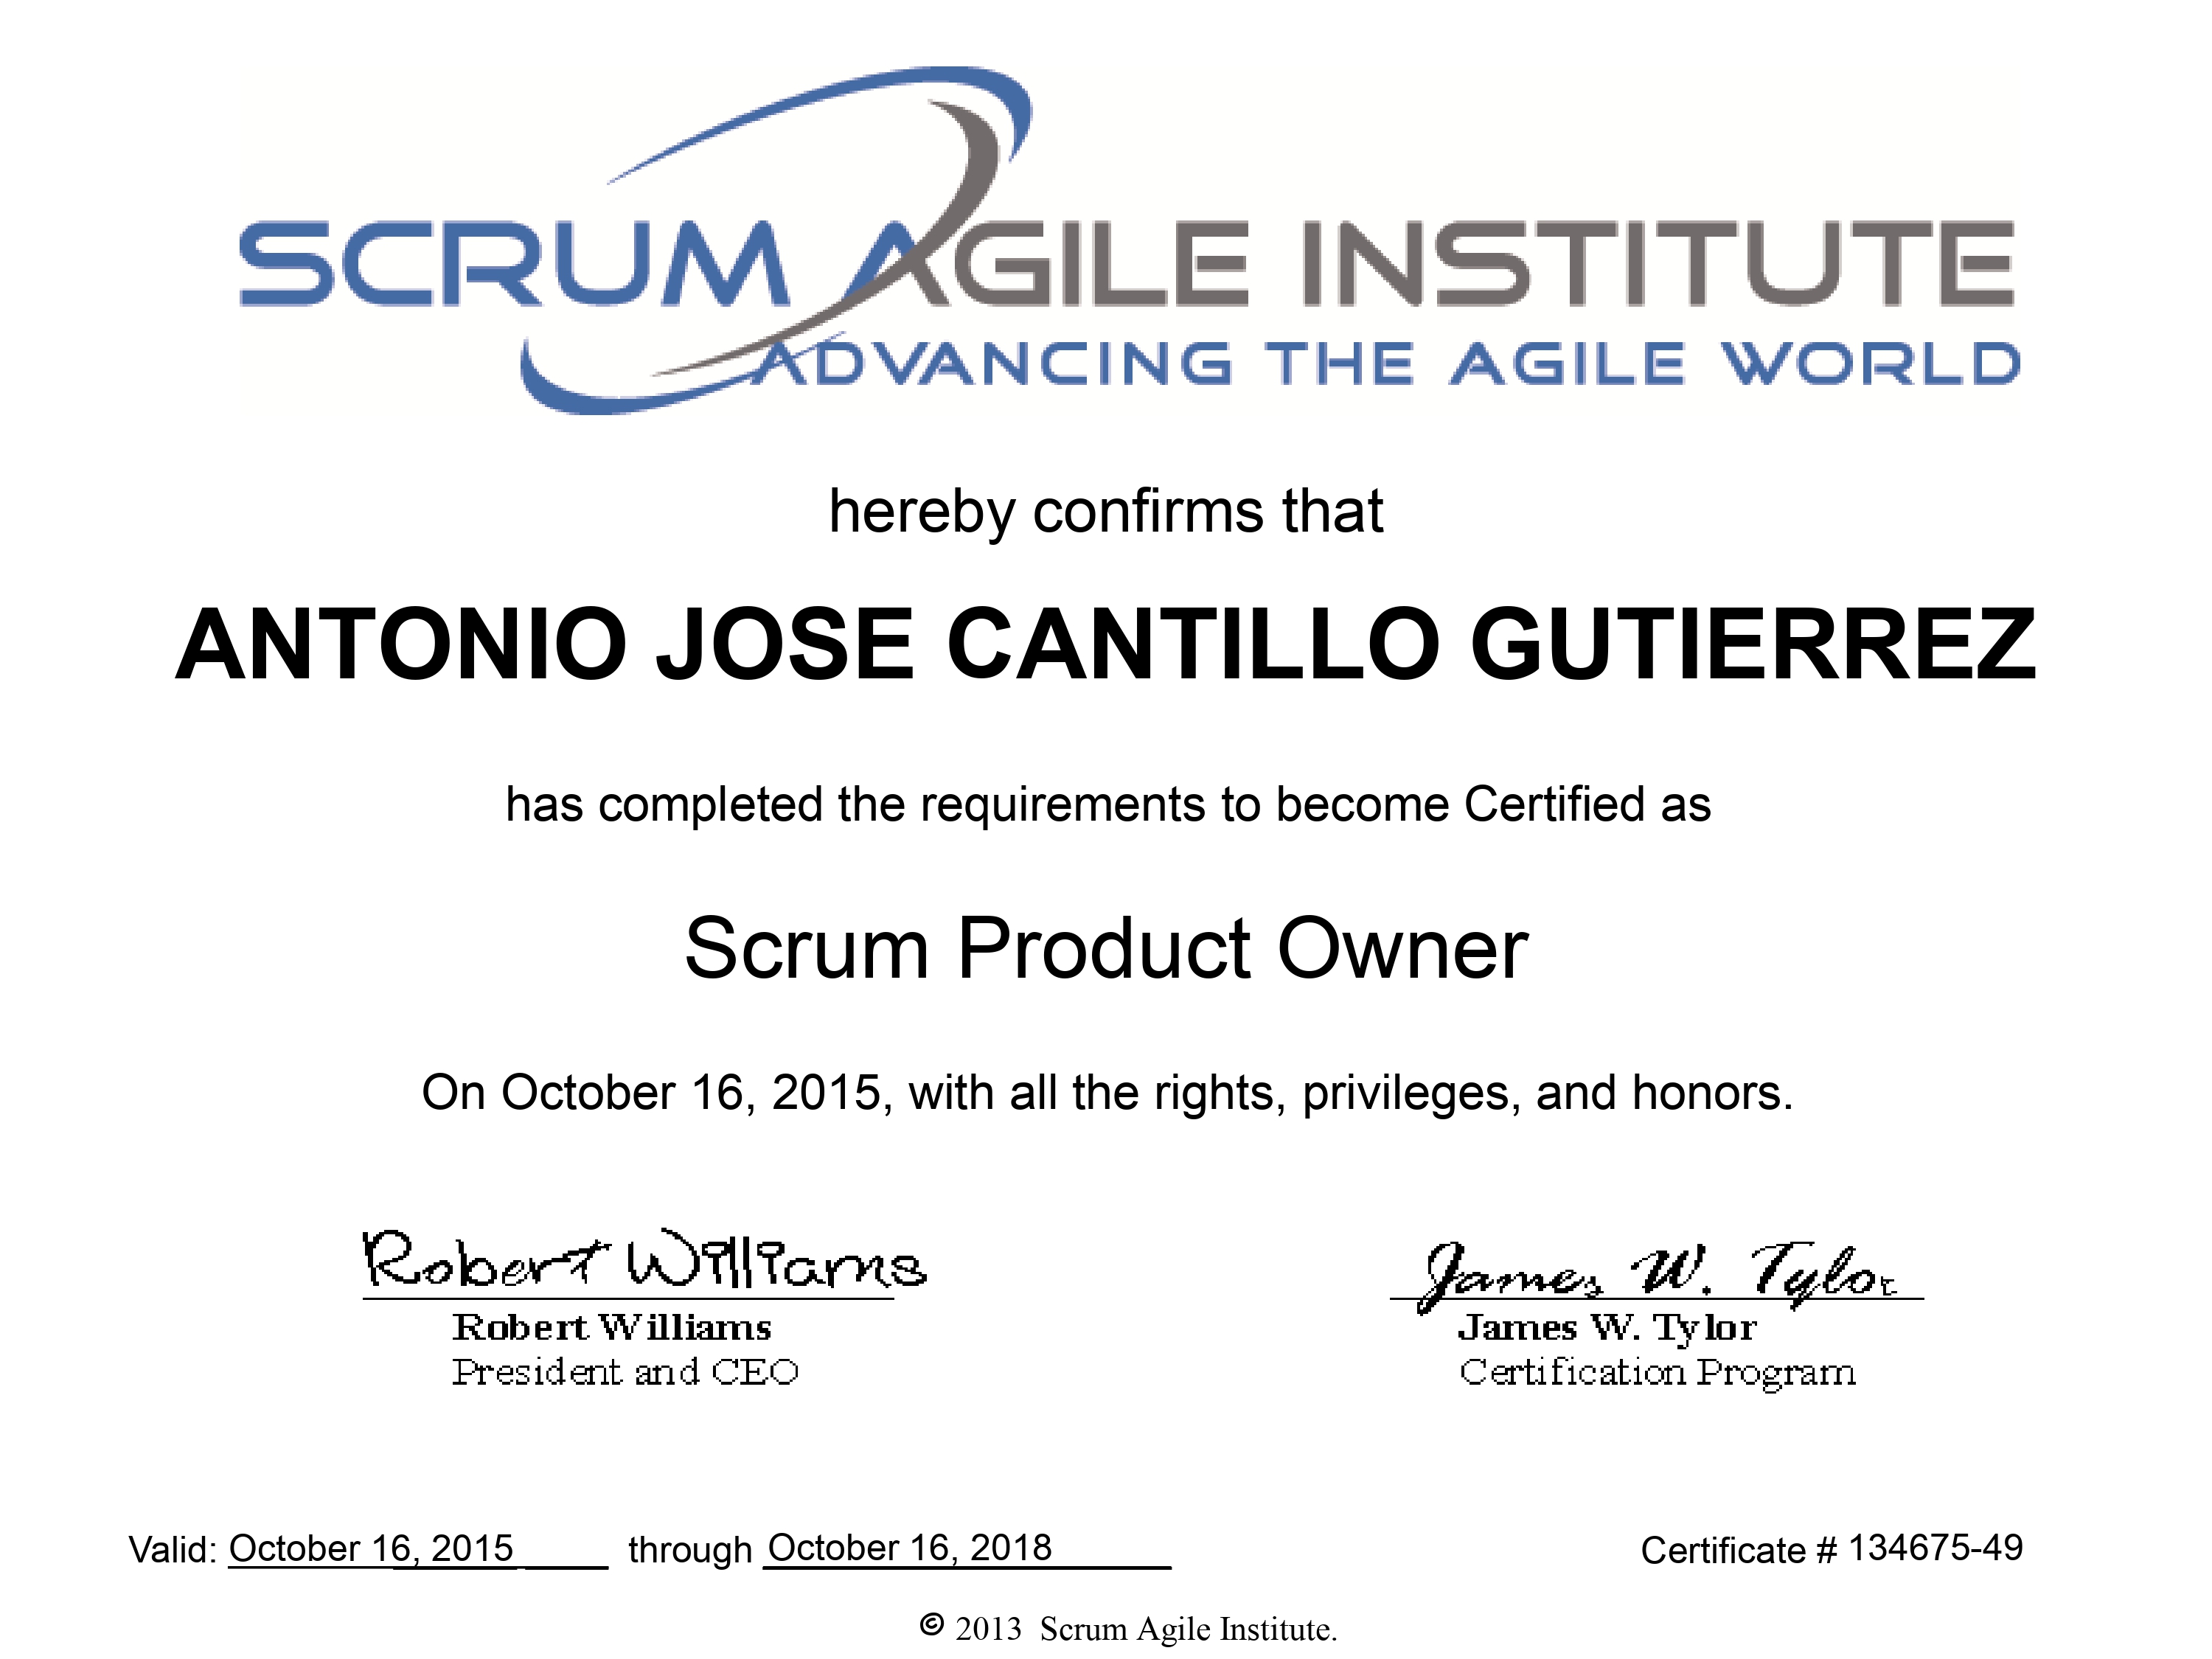 SCRUM AGILE INSTITUTE
ADVANCING THE AGILE WORLD
hereby confirms that
ANTONIO JOSE CANTILLO GUTIERREZ
has completed the requirements to become Certified as
Scrum Product Owner
On October 16, 2015, with all the rights, privileges, and honors.
Robert Williams James W. Tylor
Robert Williams James W. Tylor
President and CEO Certification Program
Valid: October 16, 2015 through October 16, 2018 Certificate # 134675-49
© 2013 Scrum Agile Institute.